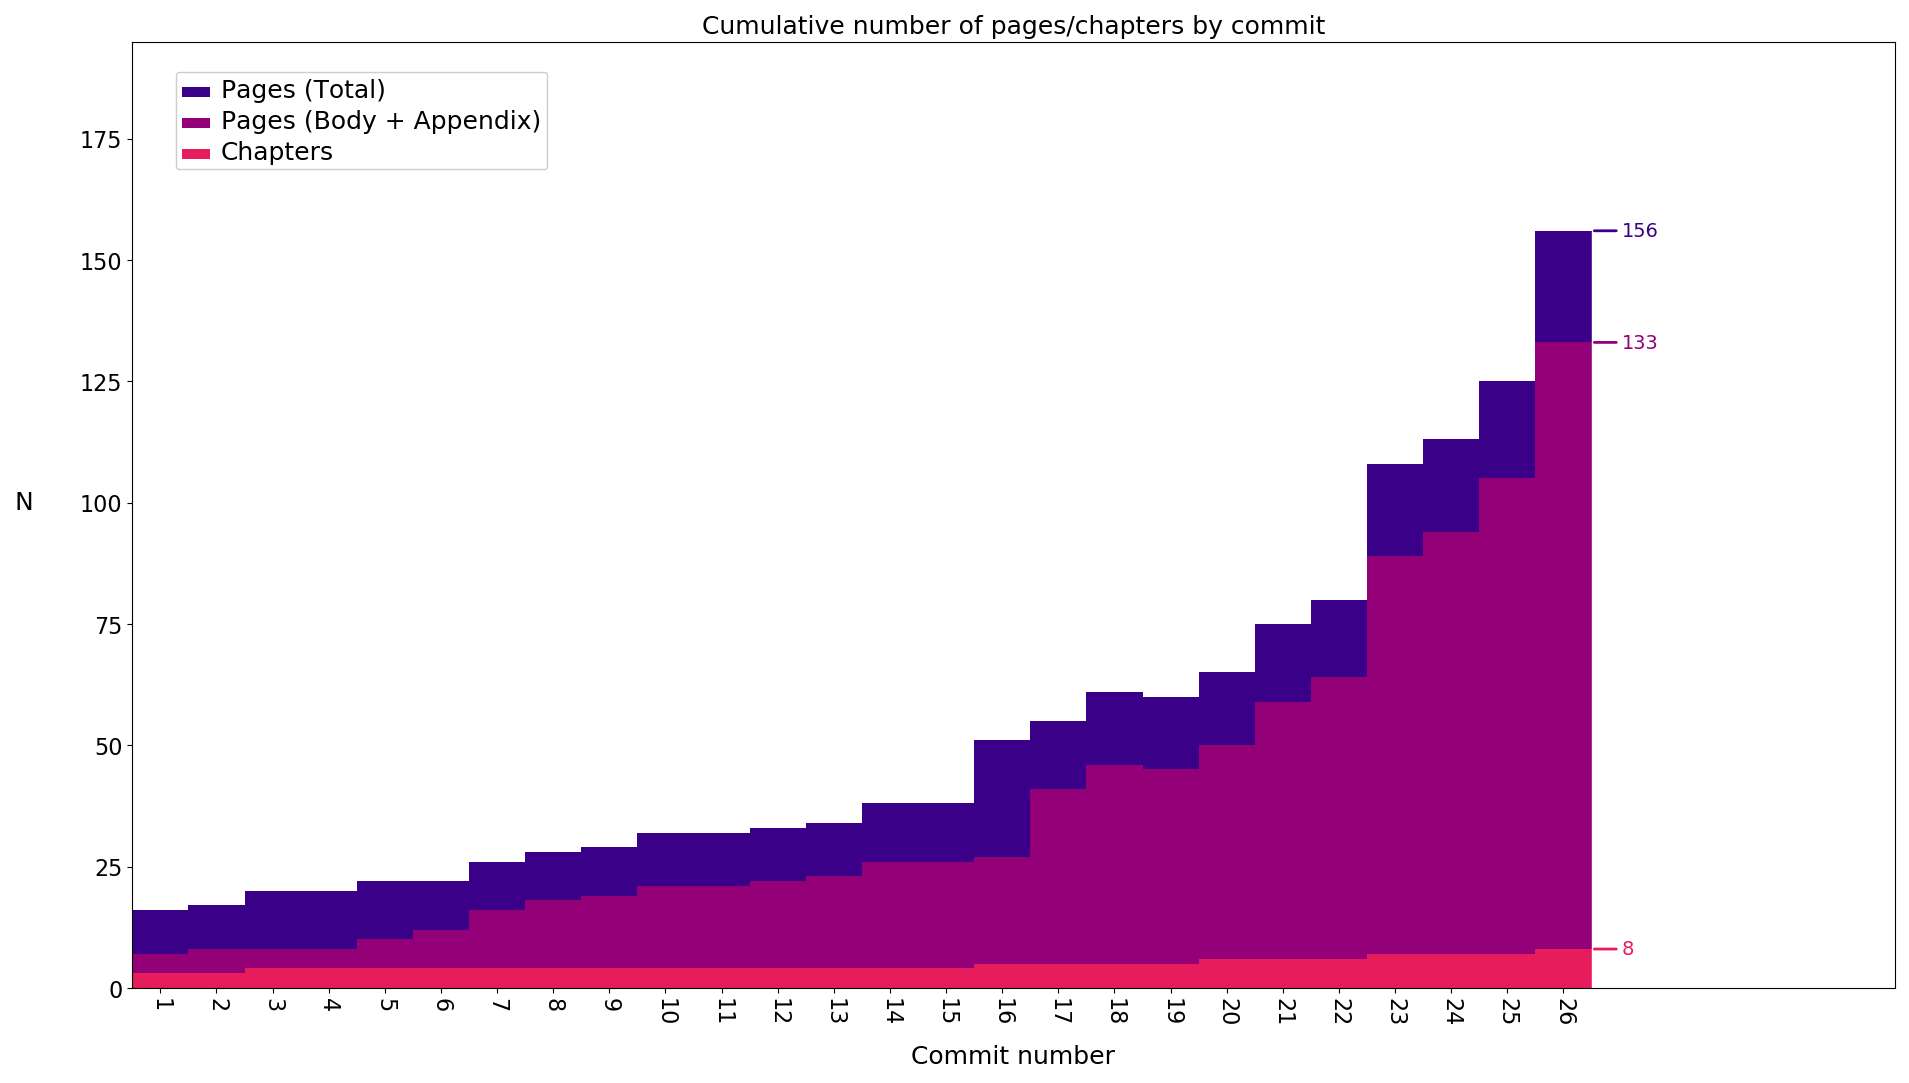 Cumulative number of pages/chapters by commit
Pages (Total)
Pages (Body + Appendix)
Chapters
175
150
125
100
75
50
25
0
N
156
133
8
1 2 3 4 5 6 7 8 9 10 11 12 13 14 15 16 17 18 19 20 21 22 23 24 25 26
Commit number